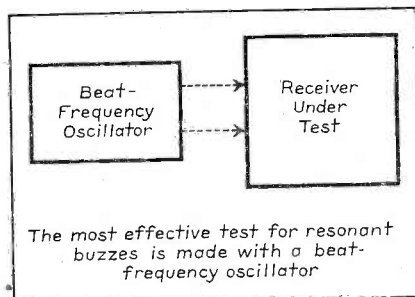 Beat-
Frequency
Oscillator
Receiver
Under
Test
The most effective test for resonant
buzzes is made with a beat-
frequency oscillator